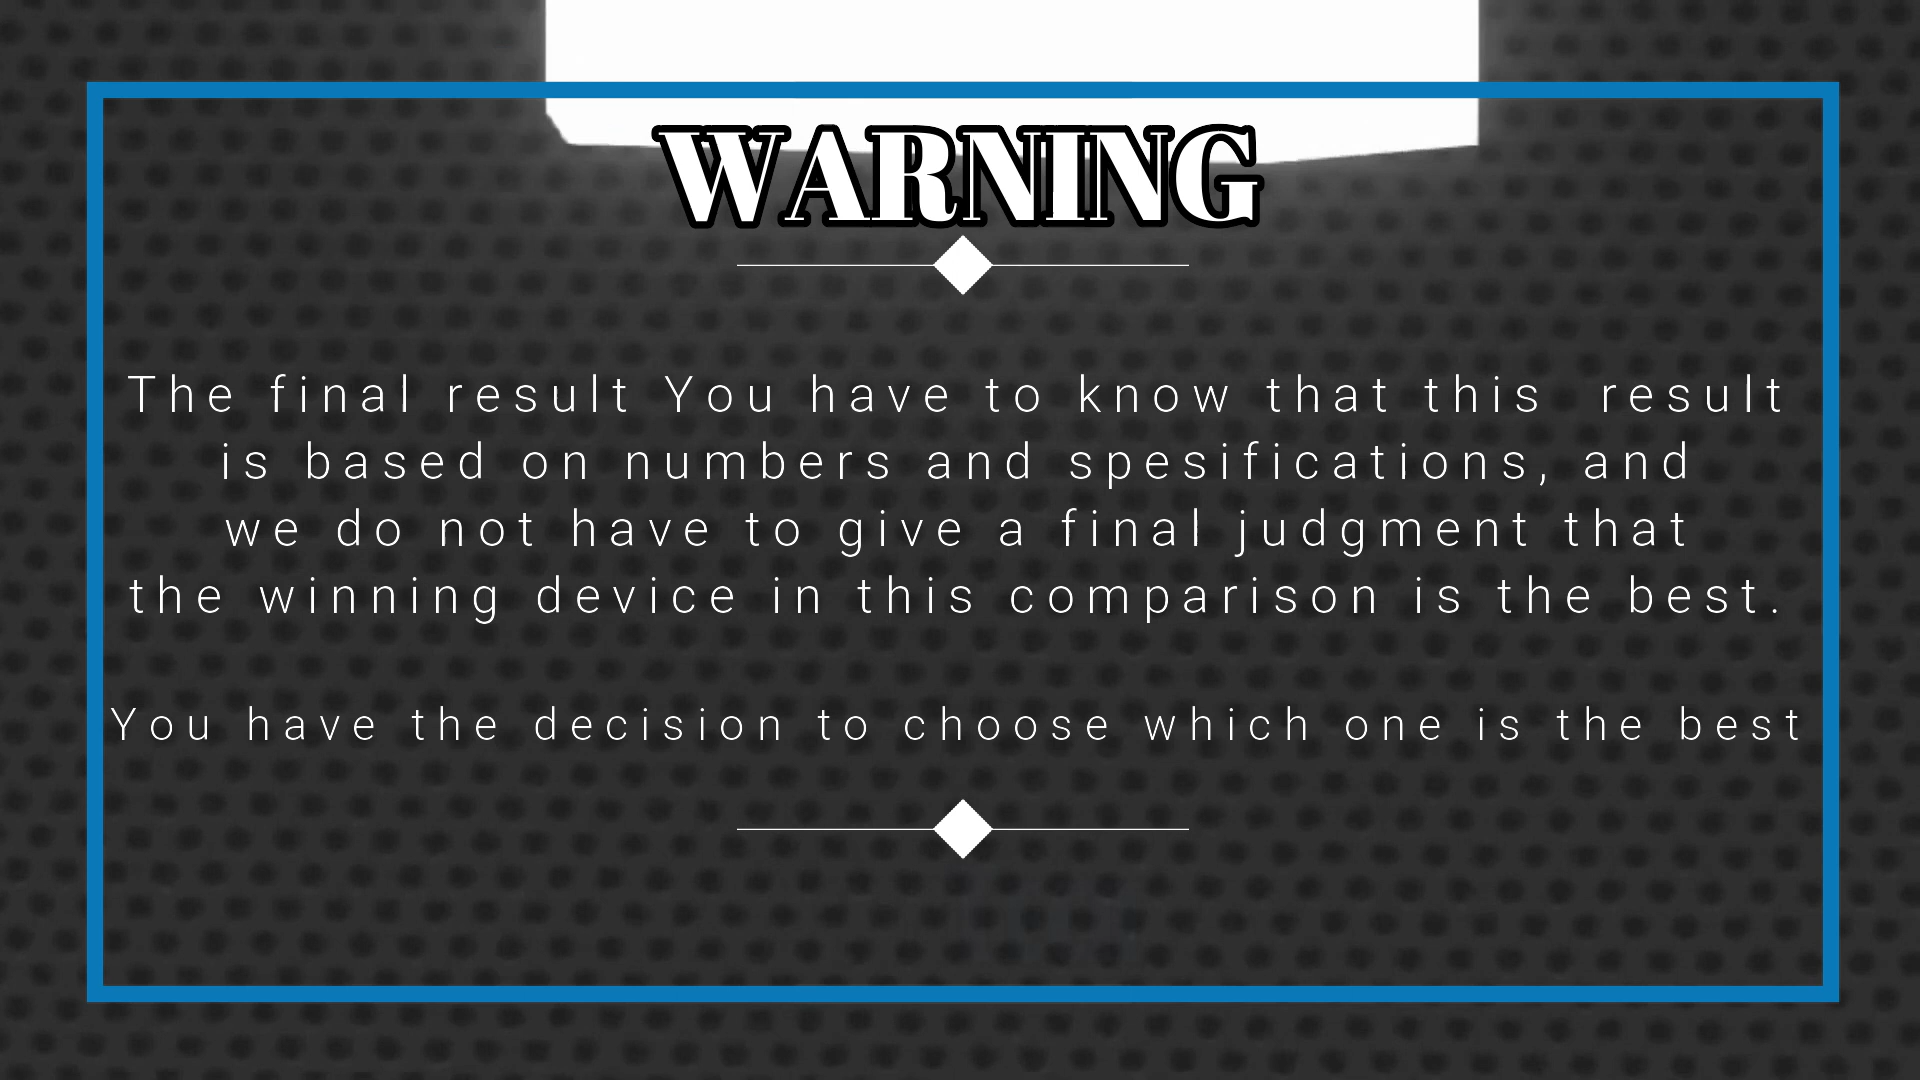 WARNING
The final result You have to know that this result
is based on numbers and spesifications, and
we do not have to give a final judgment that
the winning device in this comparison is the best.
You have the decision to choose which one is the best